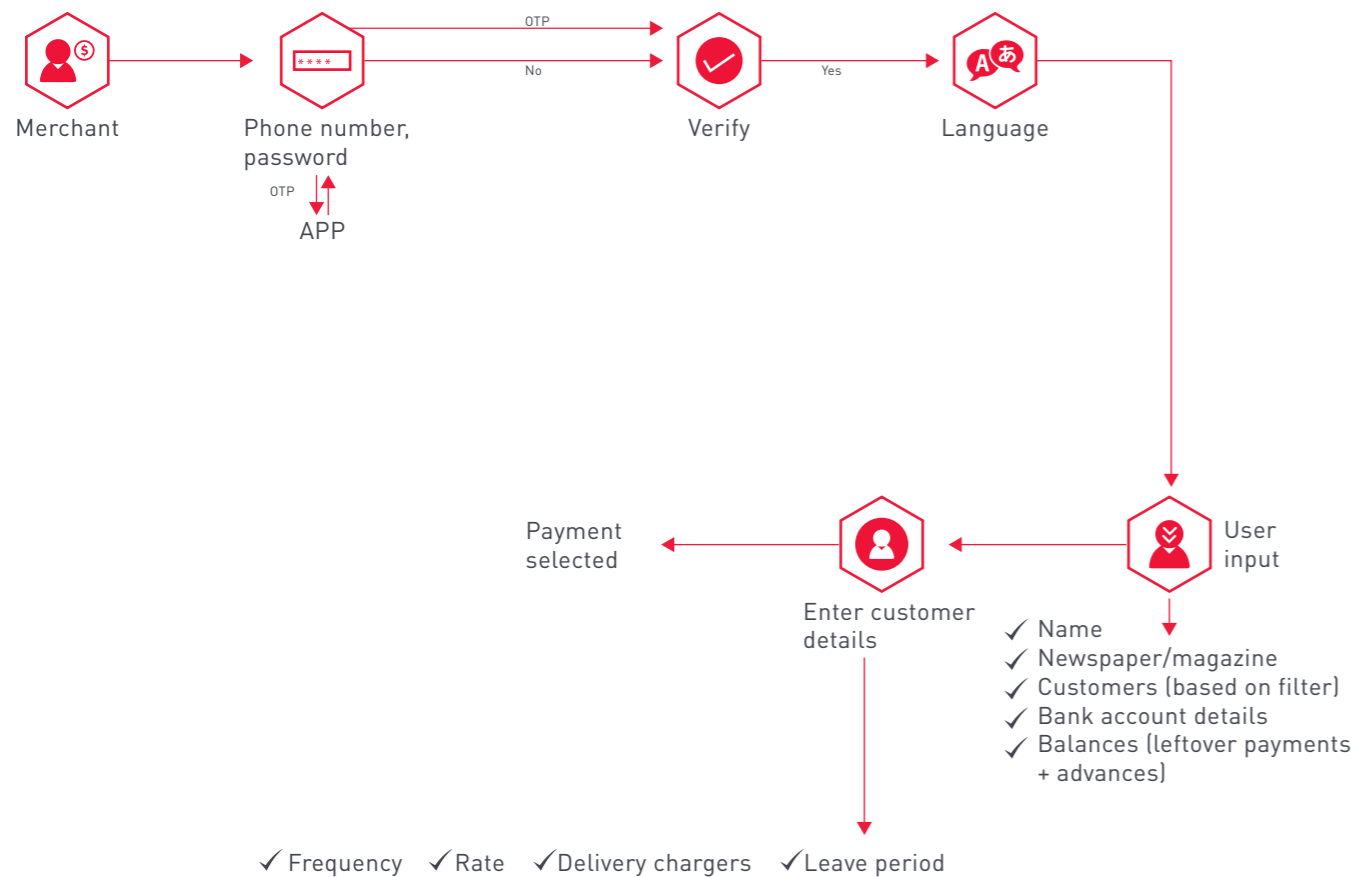 OTP
$
****
A あ
No
Yes
Merchant
Phone number,
password
Verify
Language
OTP
APP
Payment
selected
User
input
Enter customer
details
Name
Newspaper/magazine
Customers (based on filter)
Bank account details
Balances (leftover payments
+ advances)
Frequency Rate Delivery chargers Leave period